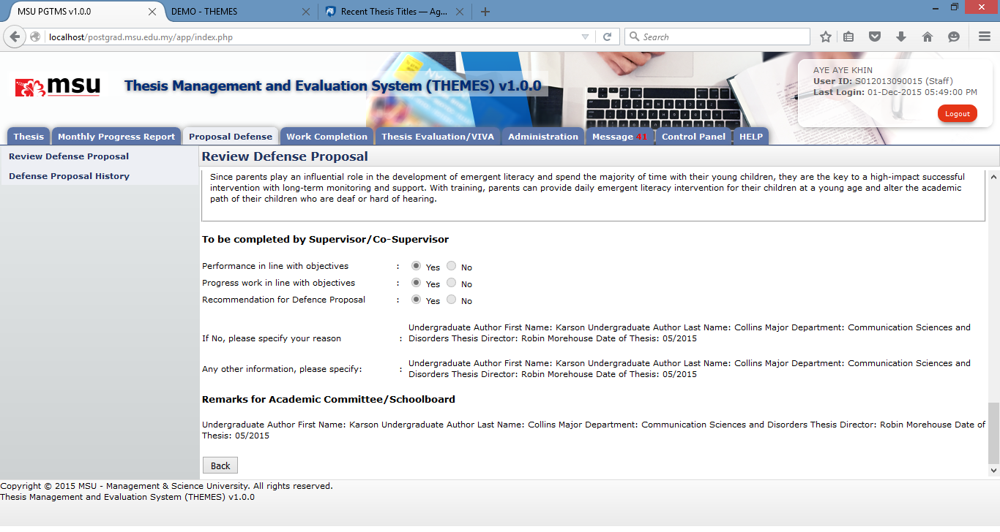 MSU PGTMS v1.0.0
DEMO - THEMES
Recent Thesis Titles — Ag...
localhost/postgrad.msu.edu.my/app/index.php
Search
msu
Thesis Management and Evaluation System (THEMES) v1.0.0
AYE AYE KHIN
User ID: S012013090015 (Staff)
Last Login: 01-Dec-2015 05:49:00 PM
Logout
Thesis
Monthly Progress Report
Proposal Defense
Work Completion
Thesis Evaluation/VIVA
Administration
Message 41
Control Panel
HELP
Review Defense Proposal
Defense Proposal History
Review Defense Proposal
Since parents play an influential role in the development of emergent literacy and spend the majority of time with their young children, they are the key to a high-impact successful
intervention with long-term monitoring and support. With training, parents can provide daily emergent literacy intervention for their children at a young age and alter the academic
path of their children who are deaf or hard of hearing.
To be completed by Supervisor/Co-Supervisor
Performance in line with objectives : Yes No
Progress work in line with objectives : Yes No
Recommendation for Defence Proposal : Yes No
If No, please specify your reason :
Undergraduate Author First Name: Karson Undergraduate Author Last Name: Collins Major Department: Communication Sciences and
Disorders Thesis Director: Robin Morehouse Date of Thesis: 05/2015
Any other information, please specify: :
Undergraduate Author First Name: Karson Undergraduate Author Last Name: Collins Major Department: Communication Sciences and
Disorders Thesis Director: Robin Morehouse Date of Thesis: 05/2015
Remarks for Academic Committee/Schoolboard
Undergraduate Author First Name: Karson Undergraduate Author Last Name: Collins Major Department: Communication Sciences and Disorders Thesis Director: Robin Morehouse Date of
Thesis: 05/2015
Back
Copyright © 2015 MSU - Management & Science University. All rights reserved.
Thesis Management and Evaluation System (THEMES) v1.0.0